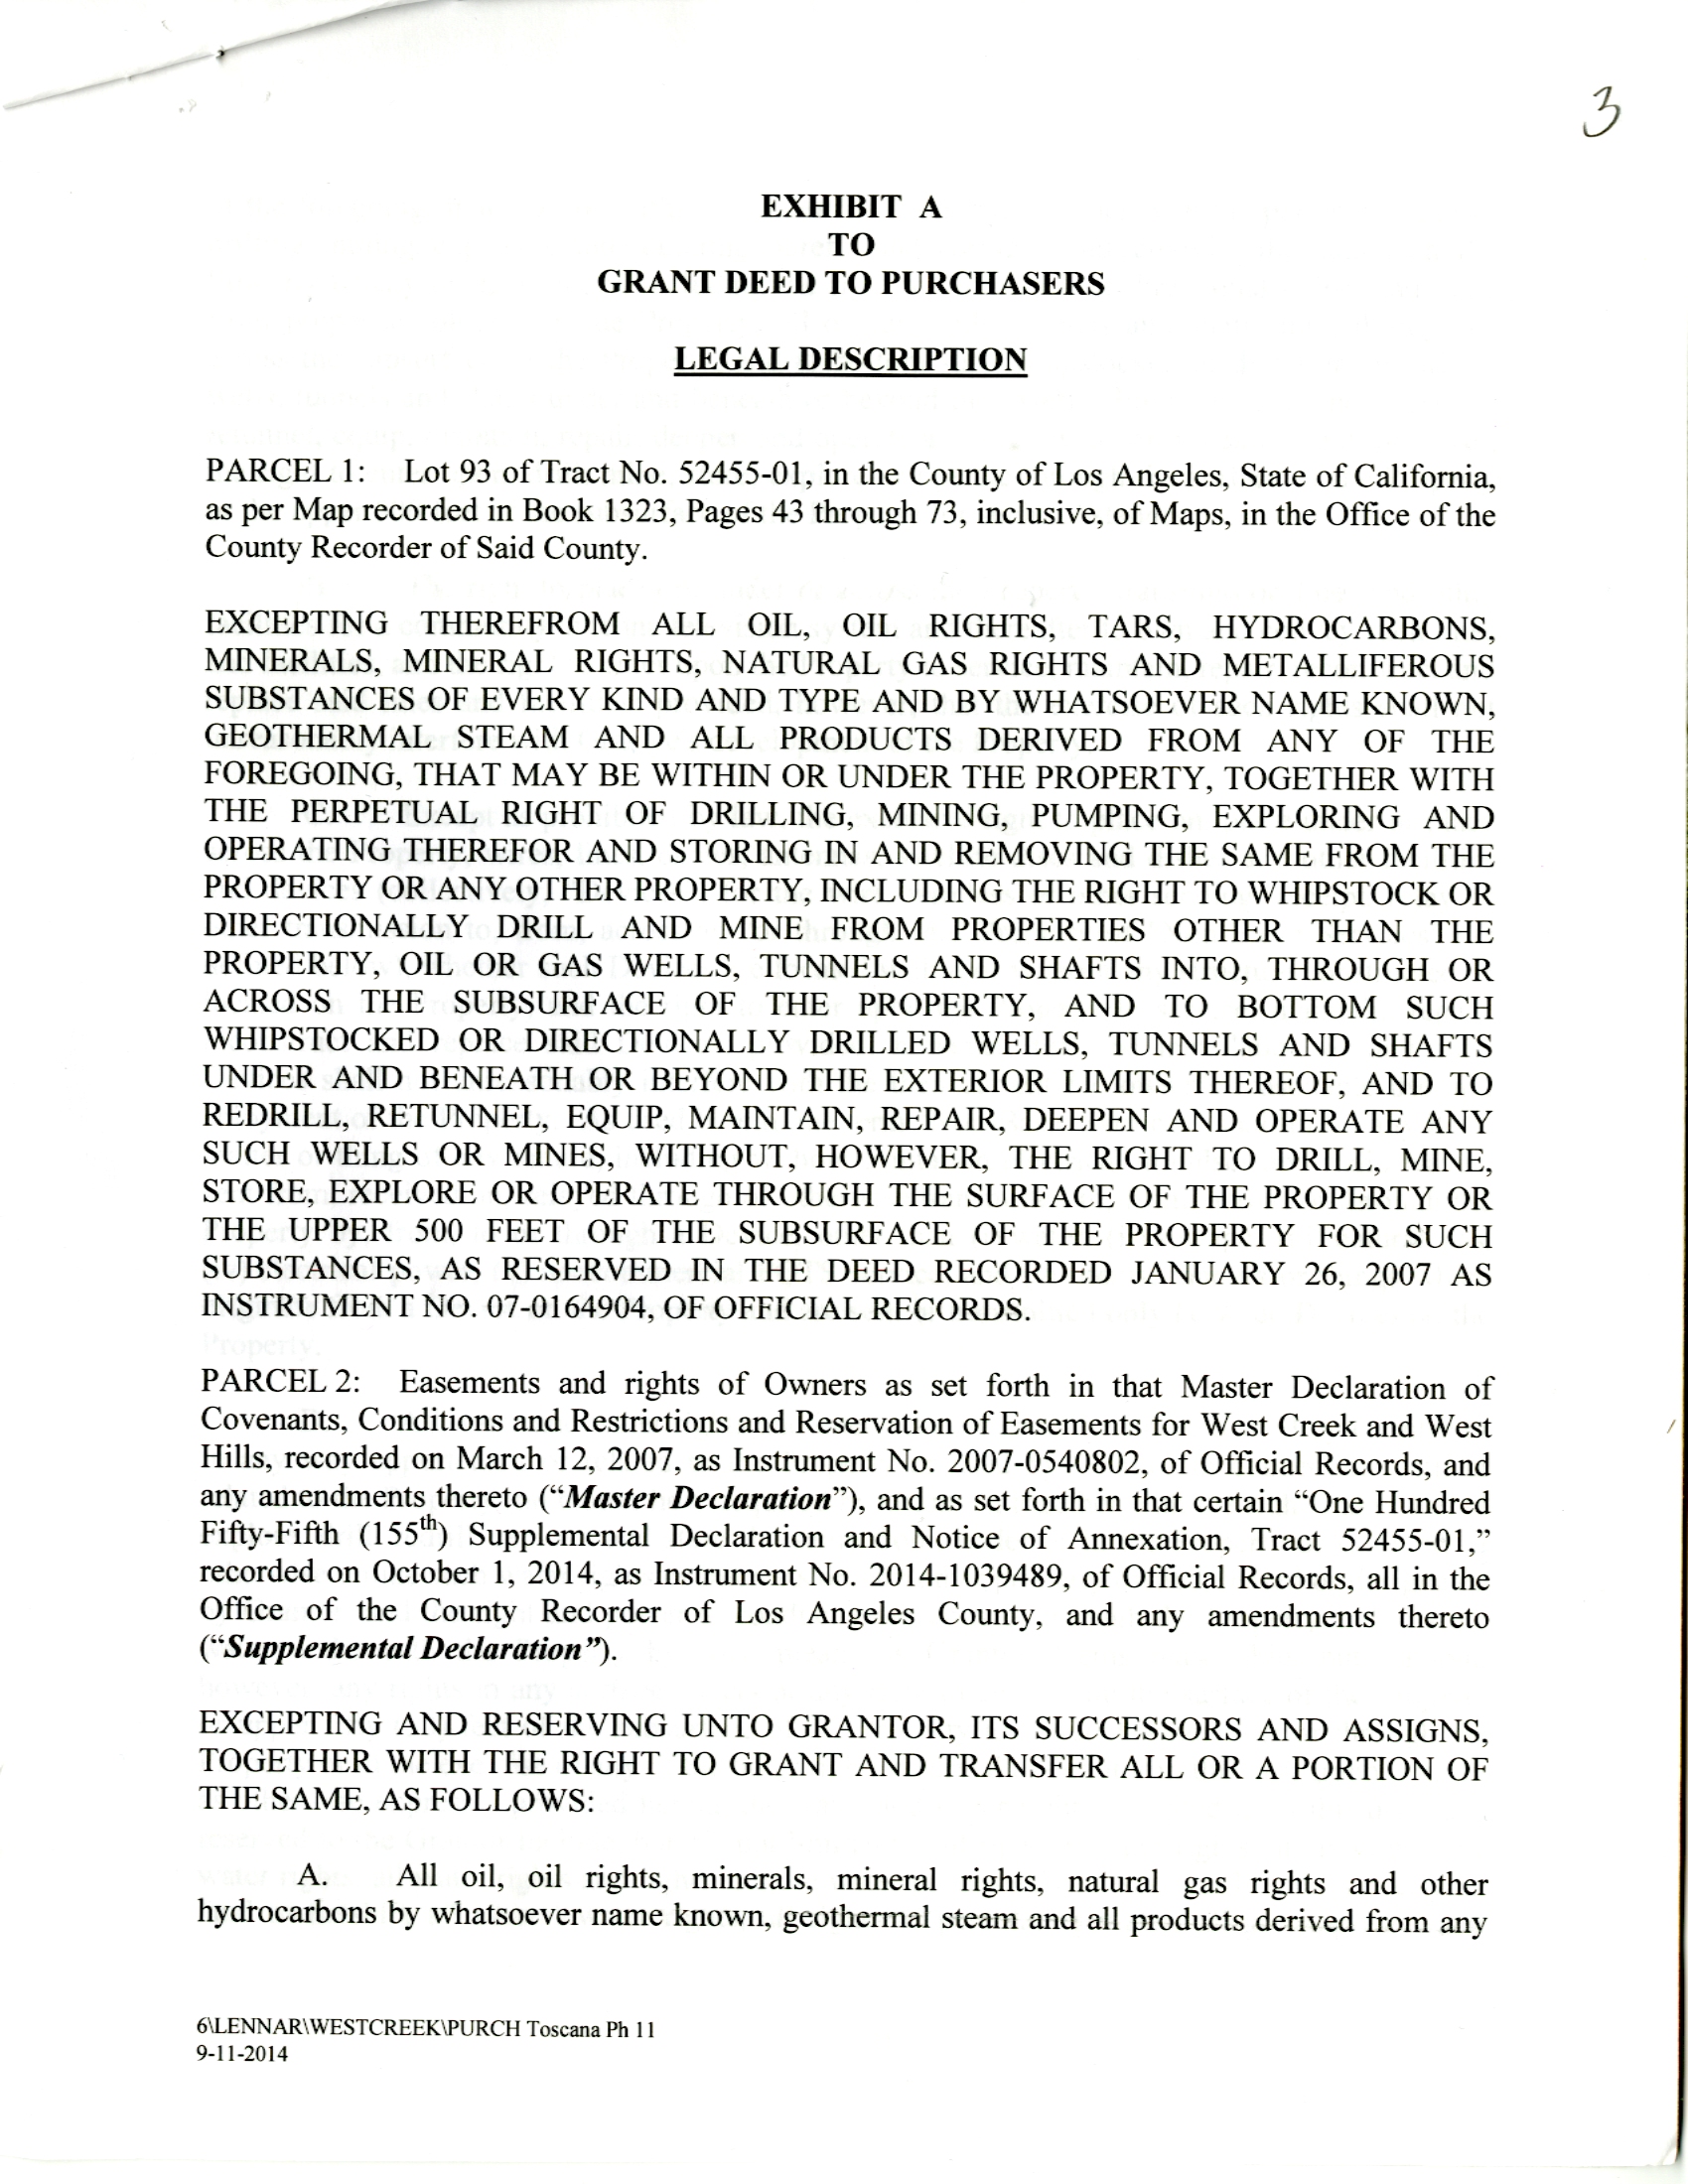 3
EXHIBIT A
TO
GRANT DEED TO PURCHASERS
LEGAL DESCRIPTION
PARCEL 1: Lot 93 of Tract No. 52455-01, in the County of Los Angeles, State of California,
as per Map recorded in Book 1323, Pages 43 through 73, inclusive, of Maps, in the Office of the
County Recorder of Said County.
EXCEPTING THEREFROM ALL OIL, OIL RIGHTS, TARS, HYDROCARBONS,
MINERALS, MINERAL RIGHTS, NATURAL GAS RIGHTS AND METALLIFEROUS
SUBSTANCES OF EVERY KIND AND TYPE AND BY WHATSOEVER NAME KNOWN,
GEOTHERMAL STEAM AND ALL PRODUCTS DERIVED FROM ANY OF THE
FOREGOING, THAT MAY BE WITHIN OR UNDER THE PROPERTY, TOGETHER WITH
THE PERPETUAL RIGHT OF DRILLING, MINING, PUMPING, EXPLORING AND
OPERATING THEREFOR AND STORING IN AND REMOVING THE SAME FROM THE
PROPERTY OR ANY OTHER PROPERTY, INCLUDING THE RIGHT TO WHIPSTOCK OR
DIRECTIONALLY DRILL AND MINE FROM PROPERTIES OTHER THAN THE
PROPERTY, OIL OR GAS WELLS, TUNNELS AND SHAFTS INTO, THROUGH OR
ACROSS THE SUBSURFACE OF THE PROPERTY, AND TO BOTTOM SUCH
WHIPSTOCKED OR DIRECTIONALLY DRILLED WELLS, TUNNELS AND SHAFTS
UNDER AND BENEATH OR BEYOND THE EXTERIOR LIMITS THEREOF, AND TO
REDRILL, RETUNNEL, EQUIP, MAINTAIN, REPAIR, DEEPEN AND OPERATE ANY
SUCH WELLS OR MINES, WITHOUT, HOWEVER, THE RIGHT TO DRILL, MINE,
STORE, EXPLORE OR OPERATE THROUGH THE SURFACE OF THE PROPERTY OR
THE UPPER 500 FEET OF THE SUBSURFACE OF THE PROPERTY FOR SUCH
SUBSTANCES, AS RESERVED IN THE DEED RECORDED JANUARY 26, 2007 AS
INSTRUMENT NO. 07-0164904, OF OFFICIAL RECORDS.
PARCEL 2: Easements and rights of Owners as set forth in that Master Declaration of
Covenants, Conditions and Restrictions and Reservation of Easements for West Creek and West
Hills, recorded on March 12, 2007, as Instrument No. 2007-0540802, of Official Records, and
any amendments thereto (“Master Declaration”), and as set forth in that certain “One Hundred
Fifty-Fifth (155th) Supplemental Declaration and Notice of Annexation, Tract 52455-01,”
recorded on October 1, 2014, as Instrument No. 2014-1039489, of Official Records, all in the
Office of the County Recorder of Los Angeles County, and any amendments thereto
(“Supplemental Declaration”).
EXCEPTING AND RESERVING UNTO GRANTOR, ITS SUCCESSORS AND ASSIGNS,
TOGETHER WITH THE RIGHT TO GRANT AND TRANSFER ALL OR A PORTION OF
THE SAME, AS FOLLOWS:
A. All oil, oil rights, minerals, mineral rights, natural gas rights and other
hydrocarbons by whatsoever name known, geothermal steam and all products derived from any
6\LENNAR\WESTCREEK\PURCH Toscana Ph 11
9-11-2014